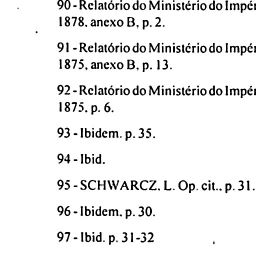 90 - Relatório do Ministério do Impér
1878. anexo B, p. 2.
91 - Relatório do Ministério do Impér
1875, anexo B, p. 13.
92 - Relatório do Ministério do Impér
1875, p. 6.
93 - Ibidem. p. 35.
94 - Ibid.
95 - SCHWARCZ, L. Op. cit., p. 31.
96 - Ibidem, p. 30.
97 - Ibid. p. 31-32